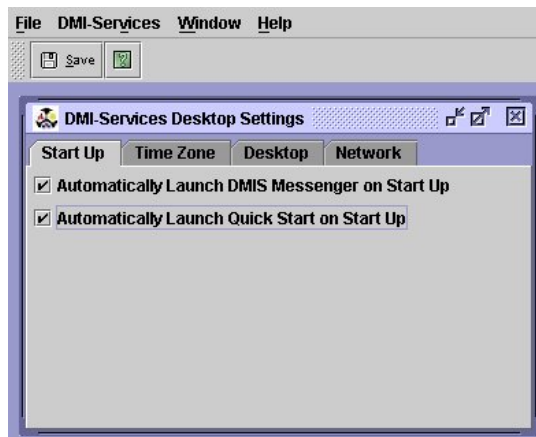 File DMI-Services Window Help
Save
DMI-Services Desktop Settings
Start Up Time Zone Desktop Network
Automatically Launch DMIS Messenger on Start Up
Automatically Launch Quick Start on Start Up